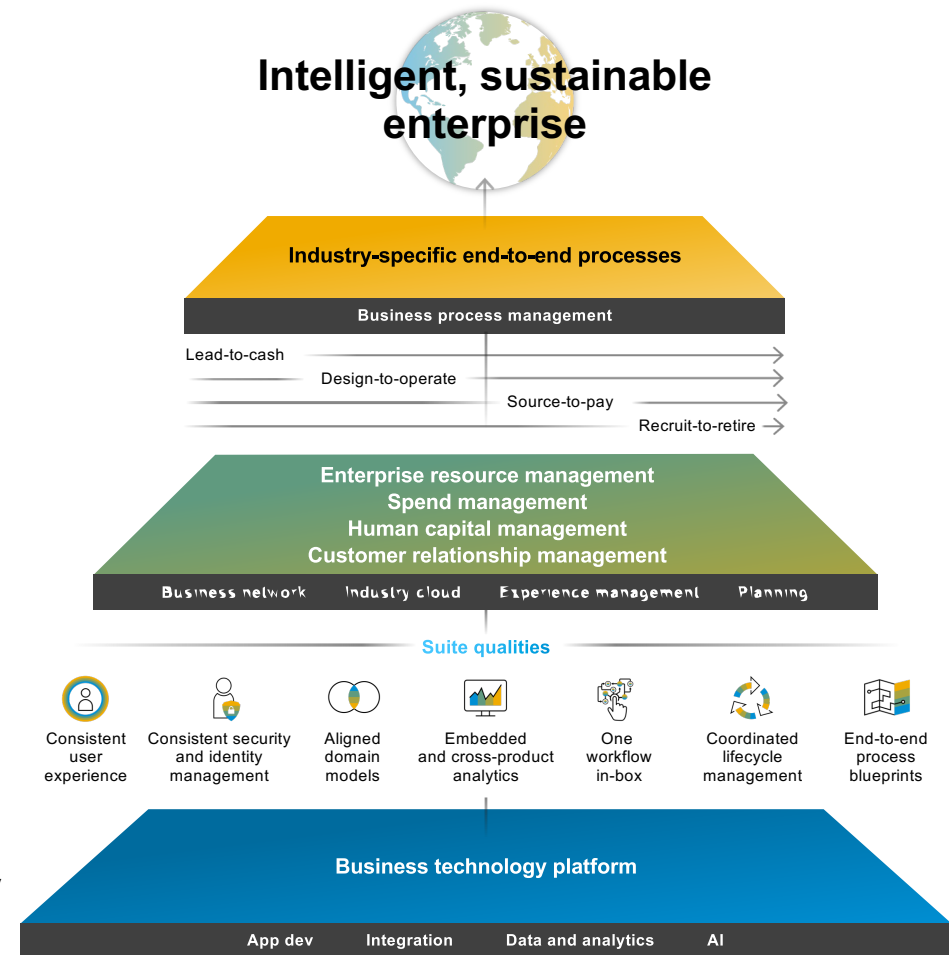 Intelligent, sustainable
enterprise
Industry-specific end-to-end processes
Business process management
Lead-to-cash
Design-to-operate
Source-to-pay
Recruit-to-retire
Enterprise resource management
Spend management
Human capital management
Customer relationship management
Business network Industry cloud Experience management Planning
Suite qualities
Consistent
user
experience
Consistent security
and identity
management
Aligned
domain
models
Embedded
and cross-product
analytics
One
workflow
in-box
Coordinated
lifecycle
management
End-to-end
process
blueprints
Business technology platform
App dev Integration Data and analytics AI